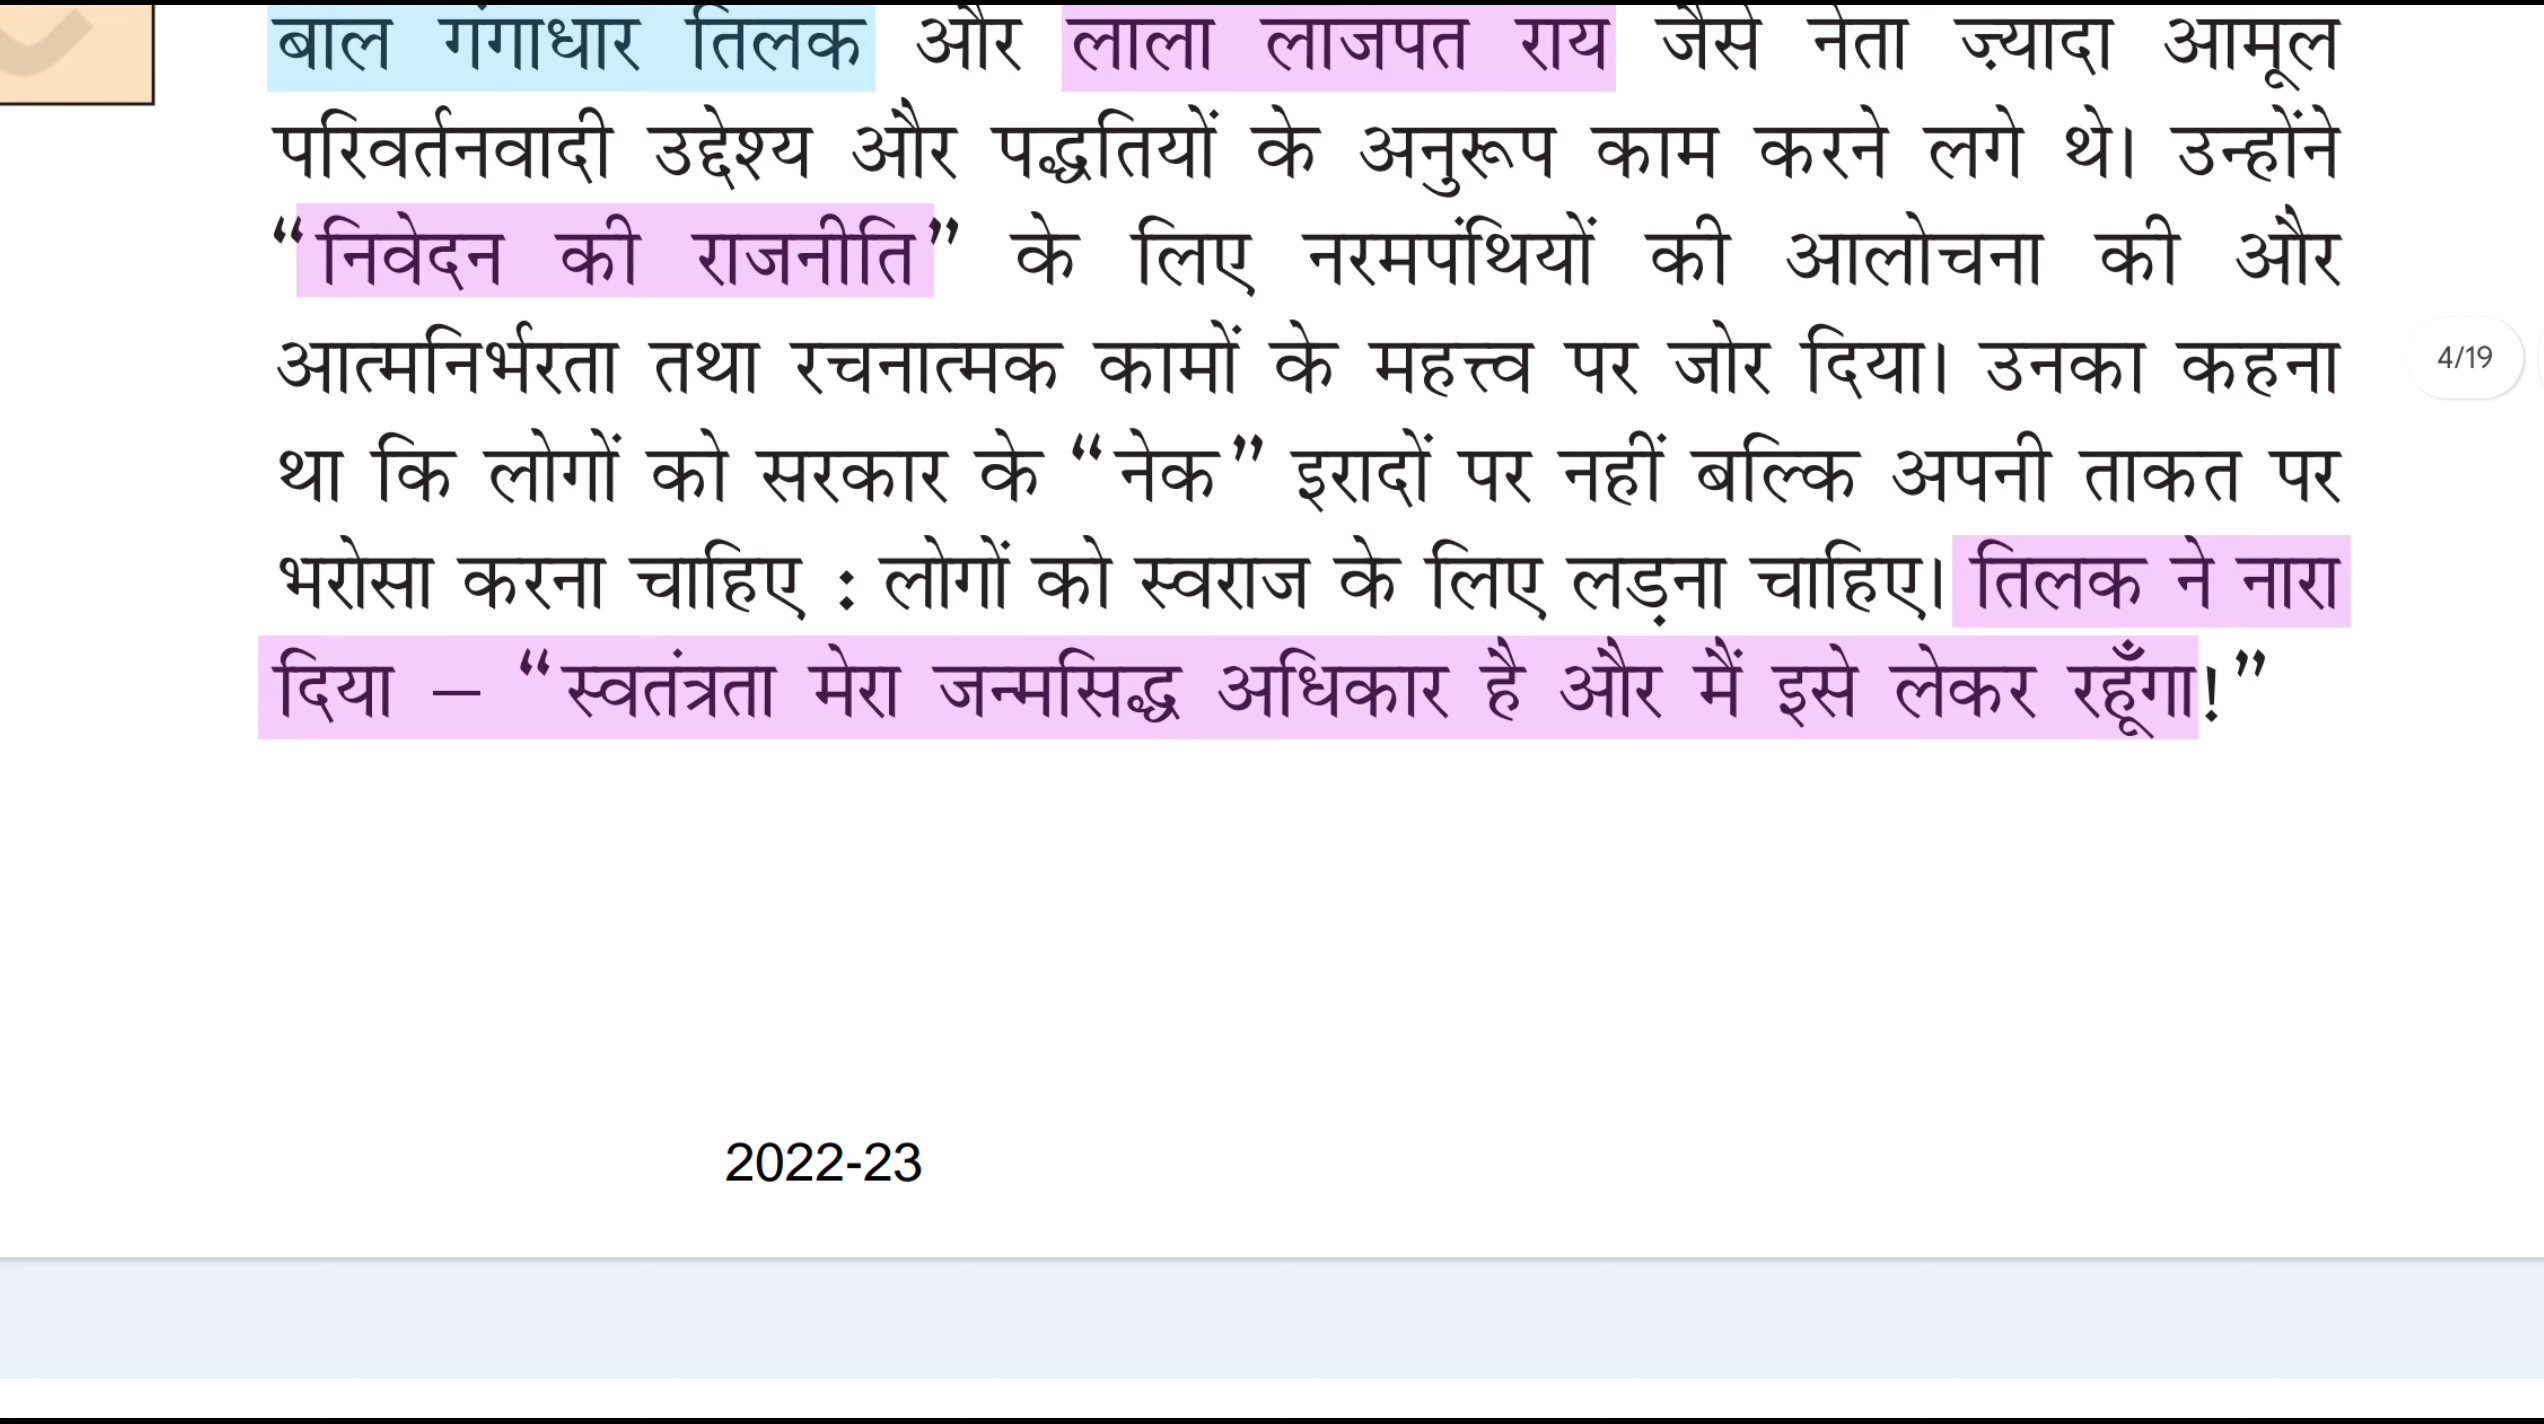 बाल गंगाधार तिलक और लाला लाजपत राय जैसे नेता ज़्यादा आमूल
परिवर्तनवादी उद्देश्य और पद्धतियों के अनुरूप काम करने लगे थे। उन्होंने
“निवेदन की राजनीति” के लिए नरमपंथियों की आलोचना की और
आत्मनिर्भरता तथा रचनात्मक कामों के महत्त्व पर जोर दिया। उनका कहना
4/19
था कि लोगों को सरकार के “नेक” इरादों पर नहीं बल्कि अपनी ताकत पर
भरोसा करना चाहिए : लोगों को स्वराज के लिए लड़ना चाहिए। तिलक ने नारा
दिया – “स्वतंत्रता मेरा जन्मसिद्ध अधिकार है और मैं इसे लेकर रहूँगा!”
2022-23